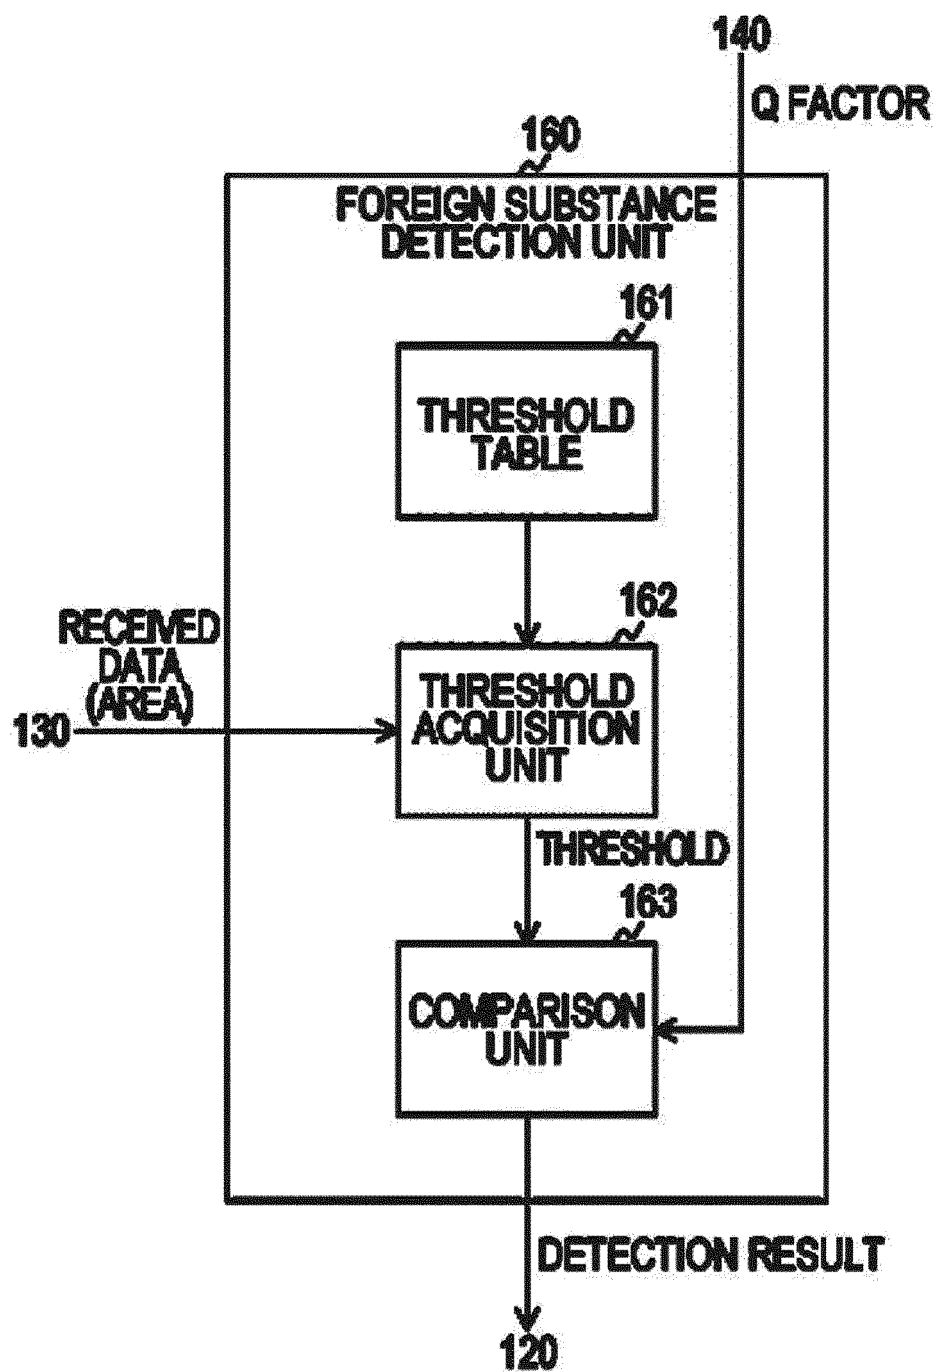 140
Q FACTOR
160
FOREIGN SUBSTANCE
DETECTION UNIT
161
THRESHOLD
TABLE
RECEIVED
DATA
(AREA)
130
162
THRESHOLD
ACQUISITION
UNIT
THRESHOLD
163
COMPARISON
UNIT
DETECTION RESULT
120